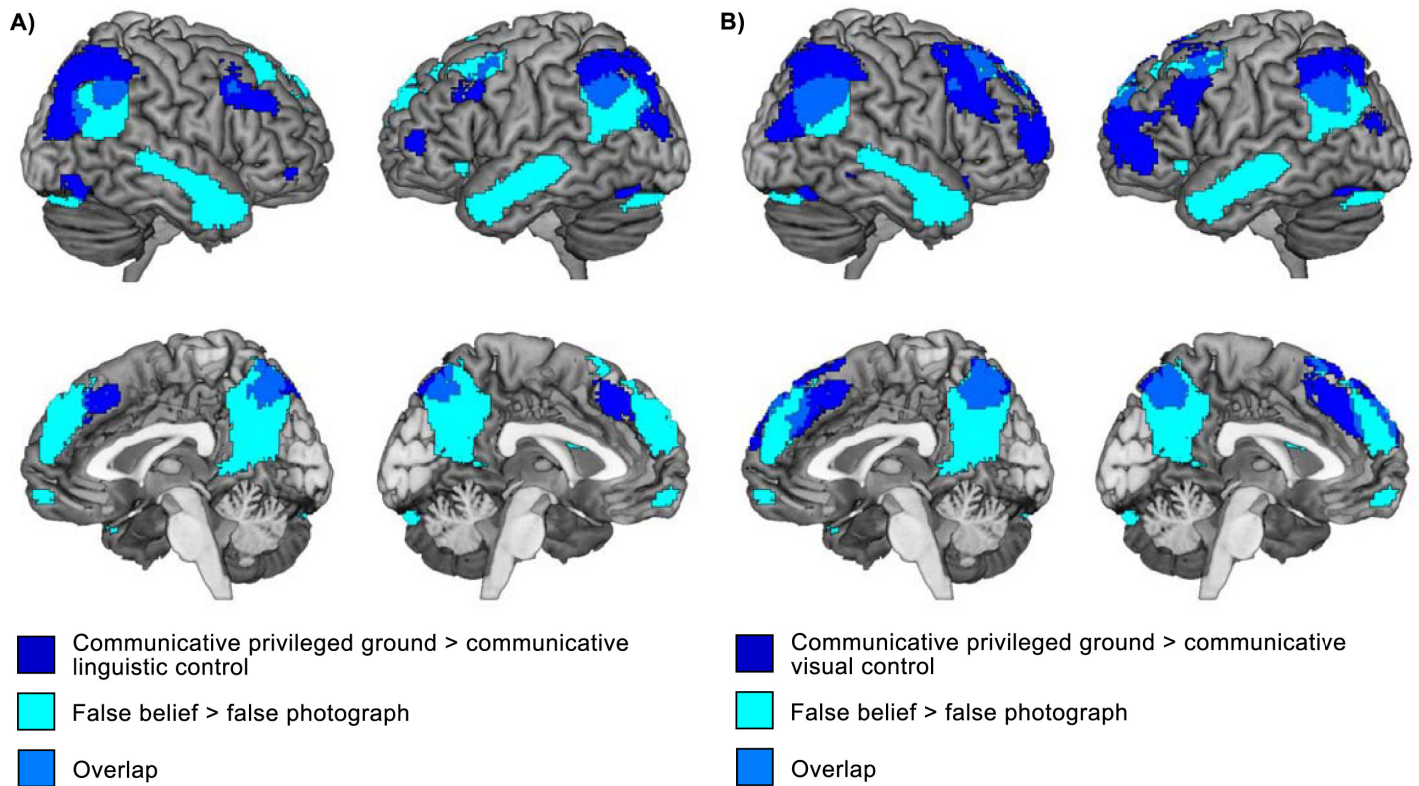 A)
B)
Communicative privileged ground > communicative
linguistic control
False belief > false photograph
Overlap
Communicative privileged ground > communicative
visual control
False belief > false photograph
Overlap